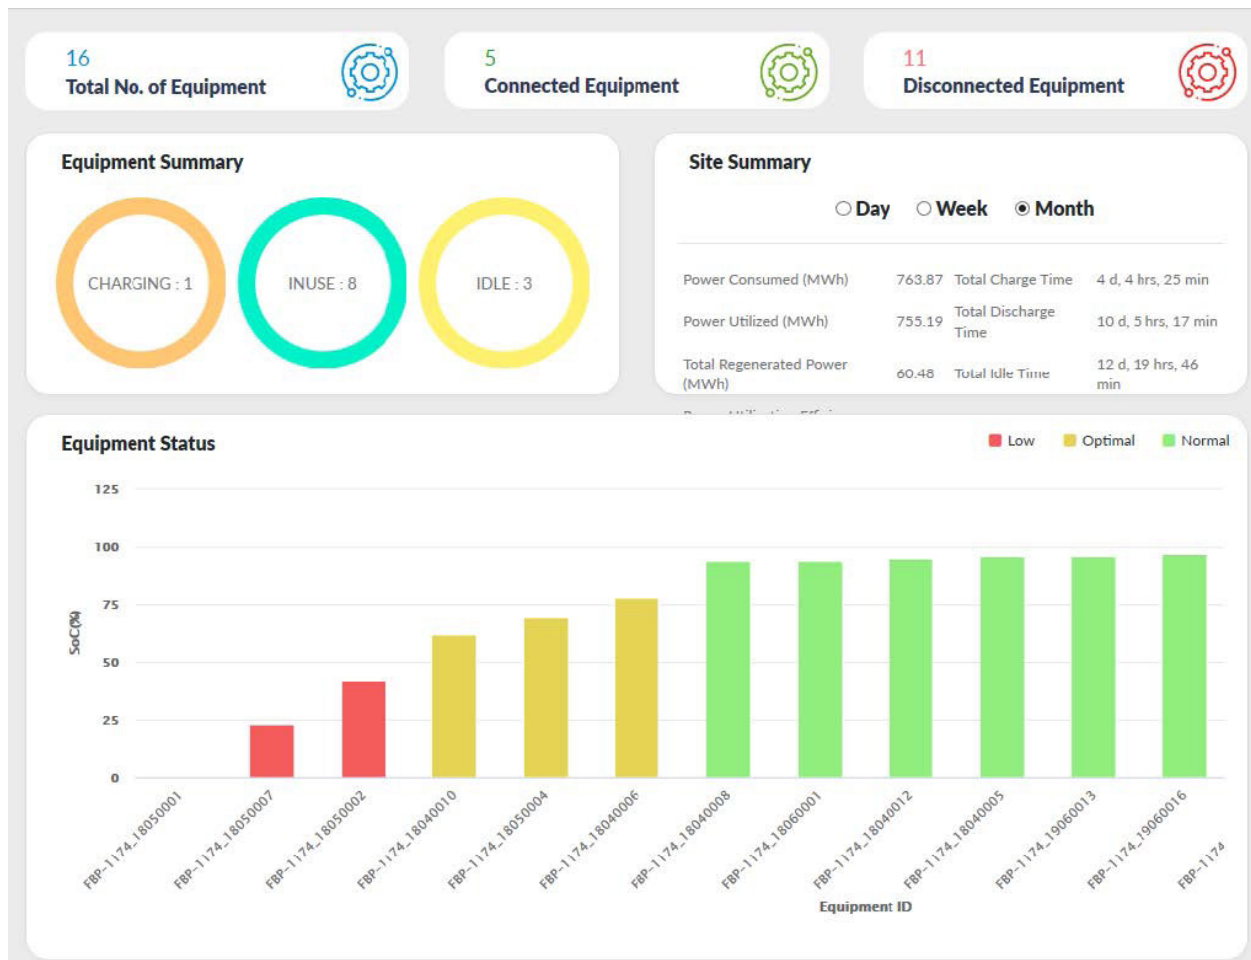 16
Total No. of Equipment
5
Connected Equipment
11
Disconnected Equipment
Equipment Summary
CHARGING : 1
INUSE : 8
IDLE : 3
Site Summary
Day
Week
Month
Power Consumed (MWh) 763.87 Total Charge Time 4 d, 4 hrs, 25 min
Power Utilized (MWh) 755.19 Total Discharge Time 10 d, 5 hrs, 17 min
Total Regenerated Power (MWh) 60.48 Total Idle Time 12 d, 19 hrs, 46 min
Equipment Status
Low
Optimal
Normal
125
100
75
50
25
0
SoC(%)
FBP-1174_18050001
FBP-1174_18050007
FBP-1174_18050002
FBP-1174_18040010
FBP-1174_18050004
FBP-1174_18040006
FBP-1174_18040008
FBP-1174_18060001
FBP-1174_18040012
FBP-1174_18040005
FBP-1174_19060013
FBP-1174_19060016
FBP-1174
Equipment ID